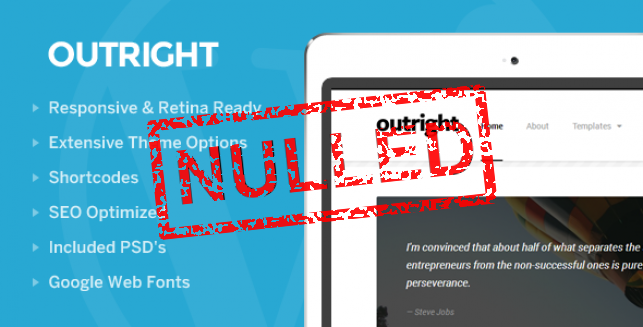 OUTRIGHT
Responsive & Retina Ready
Extensive Theme Options
Shortcodes
SEO Optimized
Included PSD's
Google Web Fonts
NULLED
outright
Home About Templates
I'm convinced that about half of what separates the
entrepreneurs from the non-successful ones is pure
perseverance.
— Steve Jobs